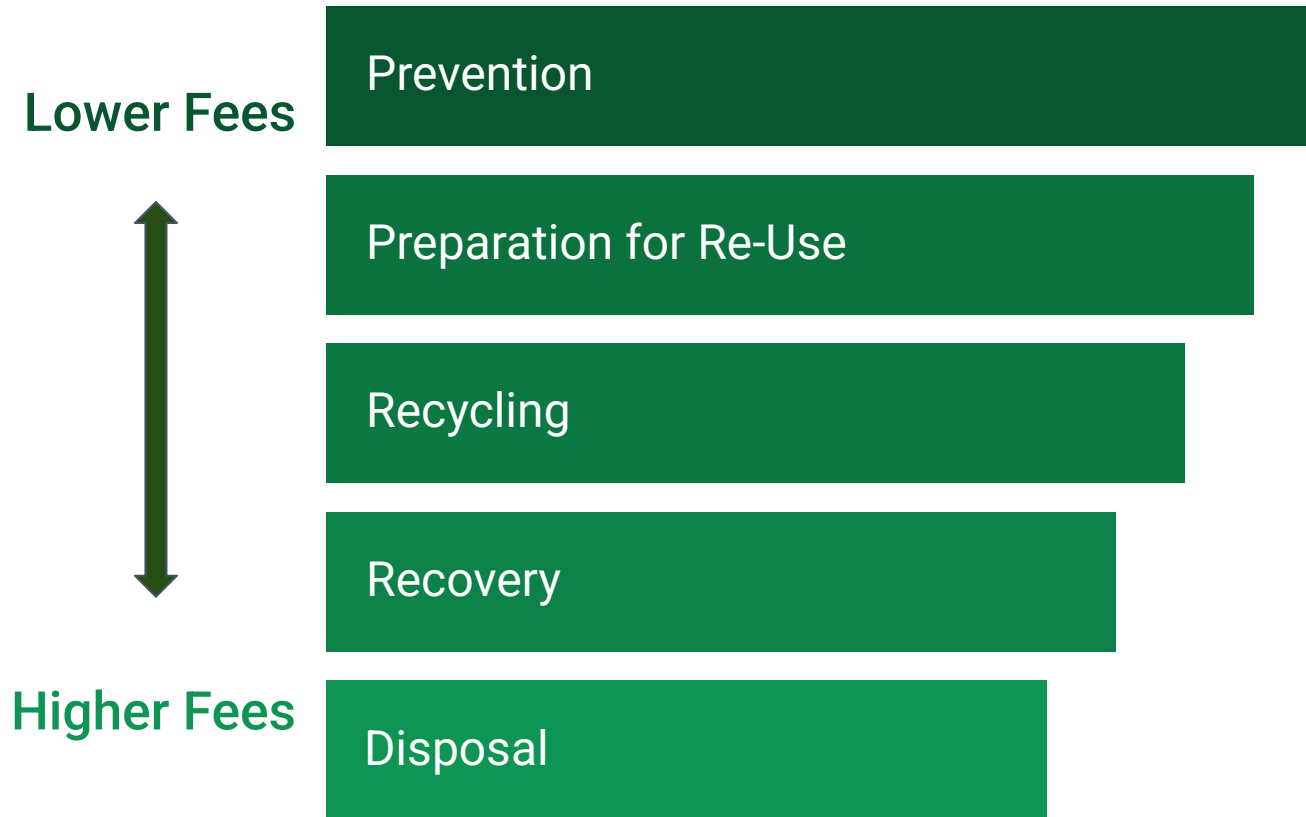 Prevention
Lower Fees
Preparation for Re-Use
Recycling
Recovery
Higher Fees
Disposal